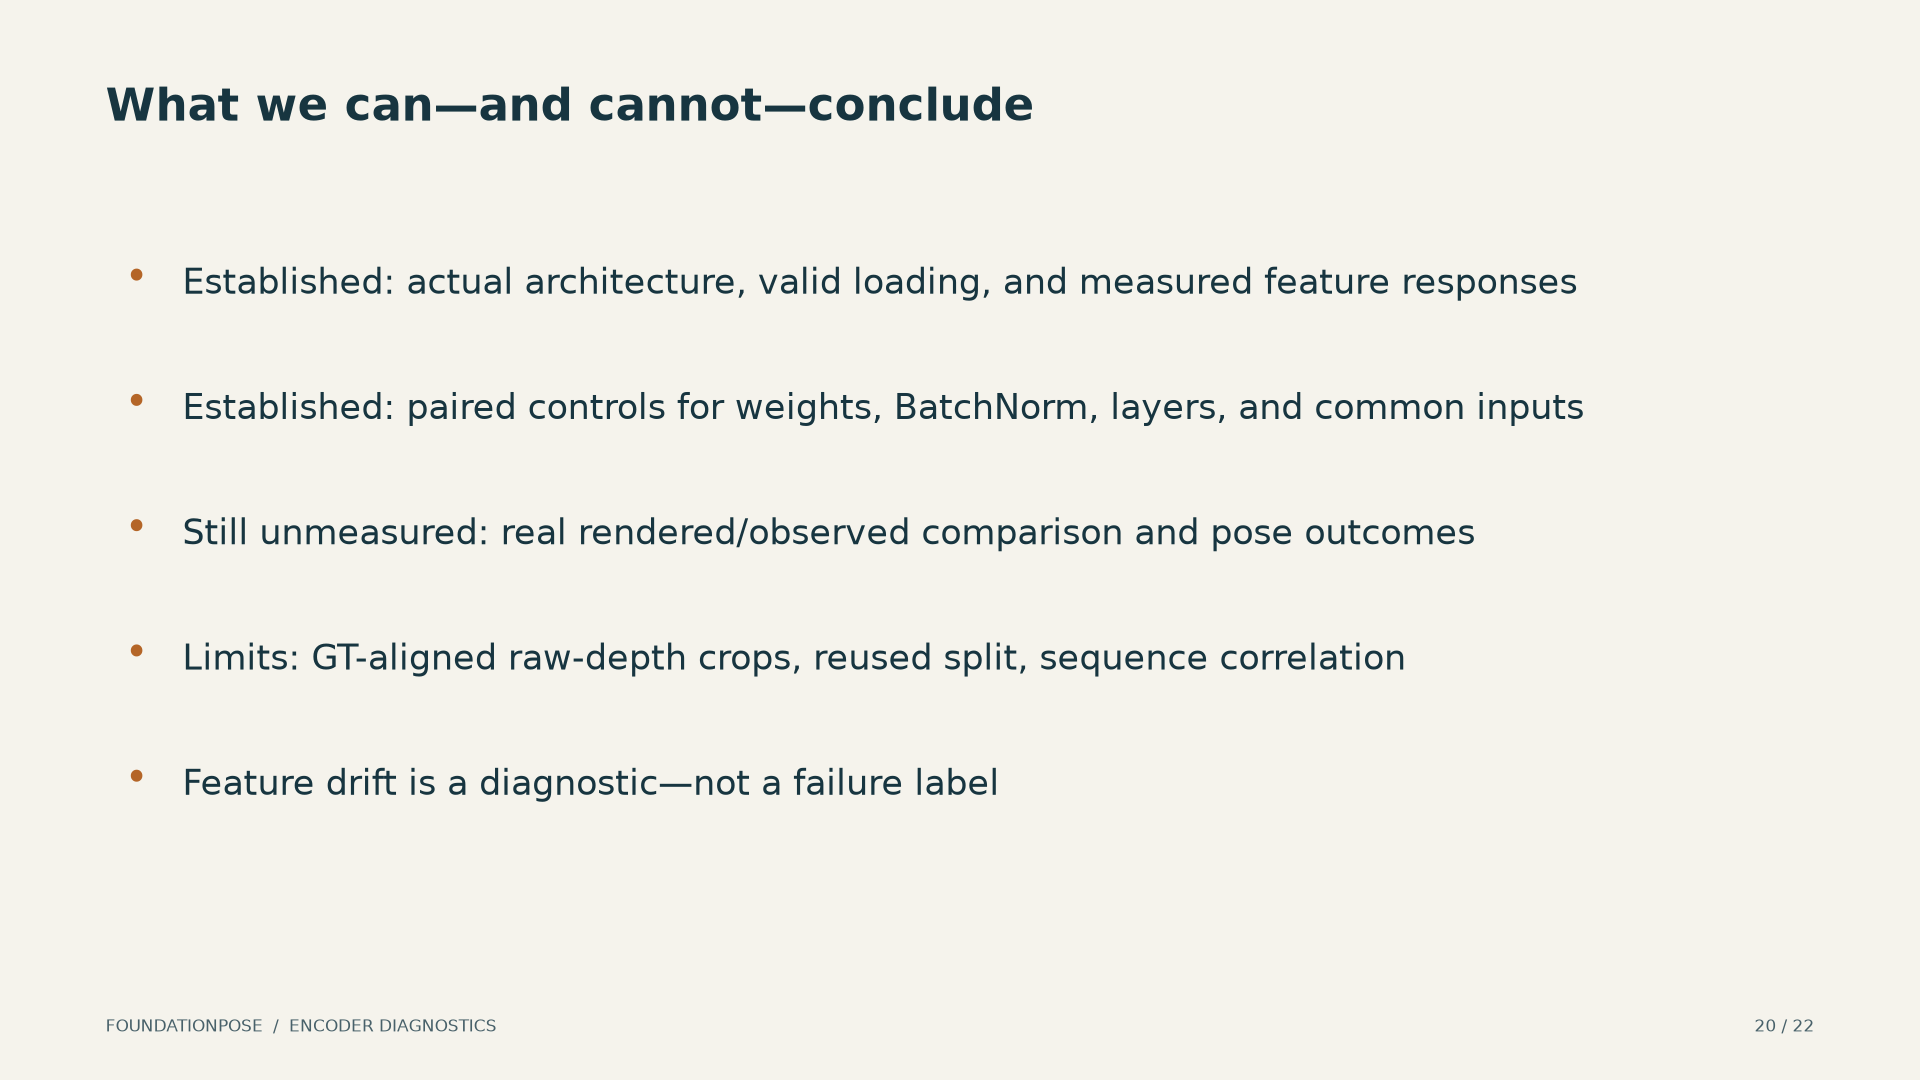 What we can—and cannot—conclude
• Established: actual architecture, valid loading, and measured feature responses
• Established: paired controls for weights, BatchNorm, layers, and common inputs
• Still unmeasured: real rendered/observed comparison and pose outcomes
• Limits: GT-aligned raw-depth crops, reused split, sequence correlation
• Feature drift is a diagnostic—not a failure label
FOUNDATIONPOSE / ENCODER DIAGNOSTICS
20 / 22